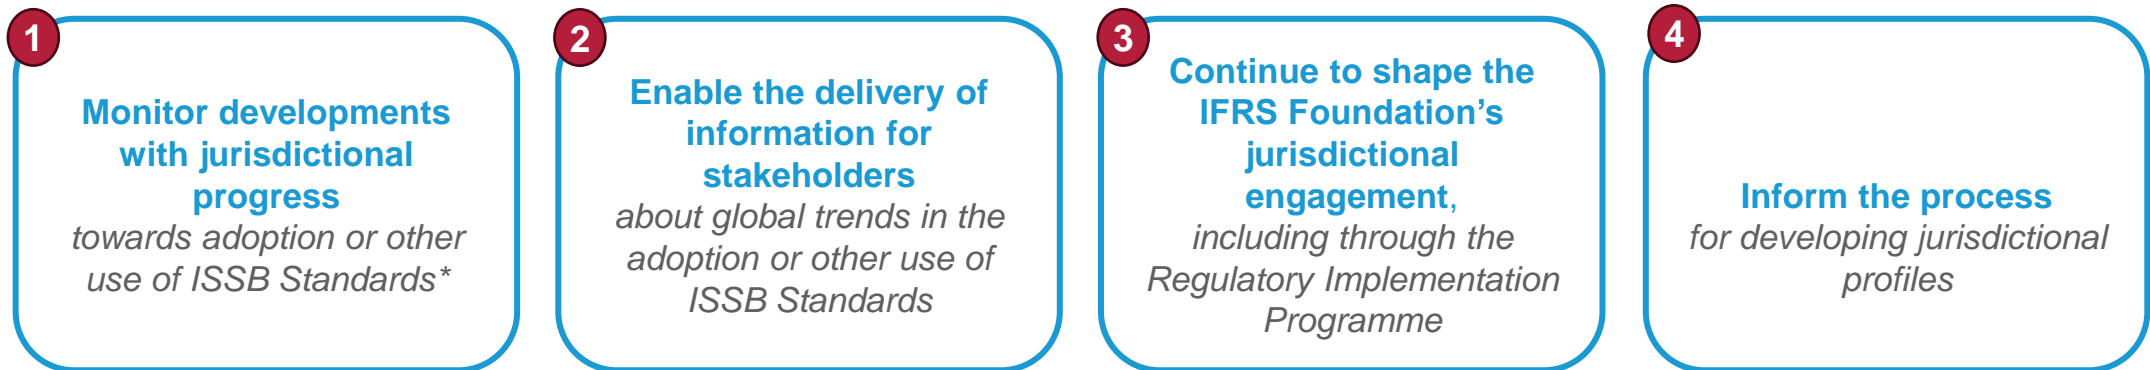 1
Monitor developments
with jurisdictional
progress
towards adoption or other
use of ISSB Standards*
2
Enable the delivery of
information for
stakeholders
about global trends in the
adoption or other use of
ISSB Standards
3
Continue to shape the
IFRS Foundation’s
jurisdictional
engagement,
including through the
Regulatory Implementation
Programme
4
Inform the process
for developing jurisdictional
profiles